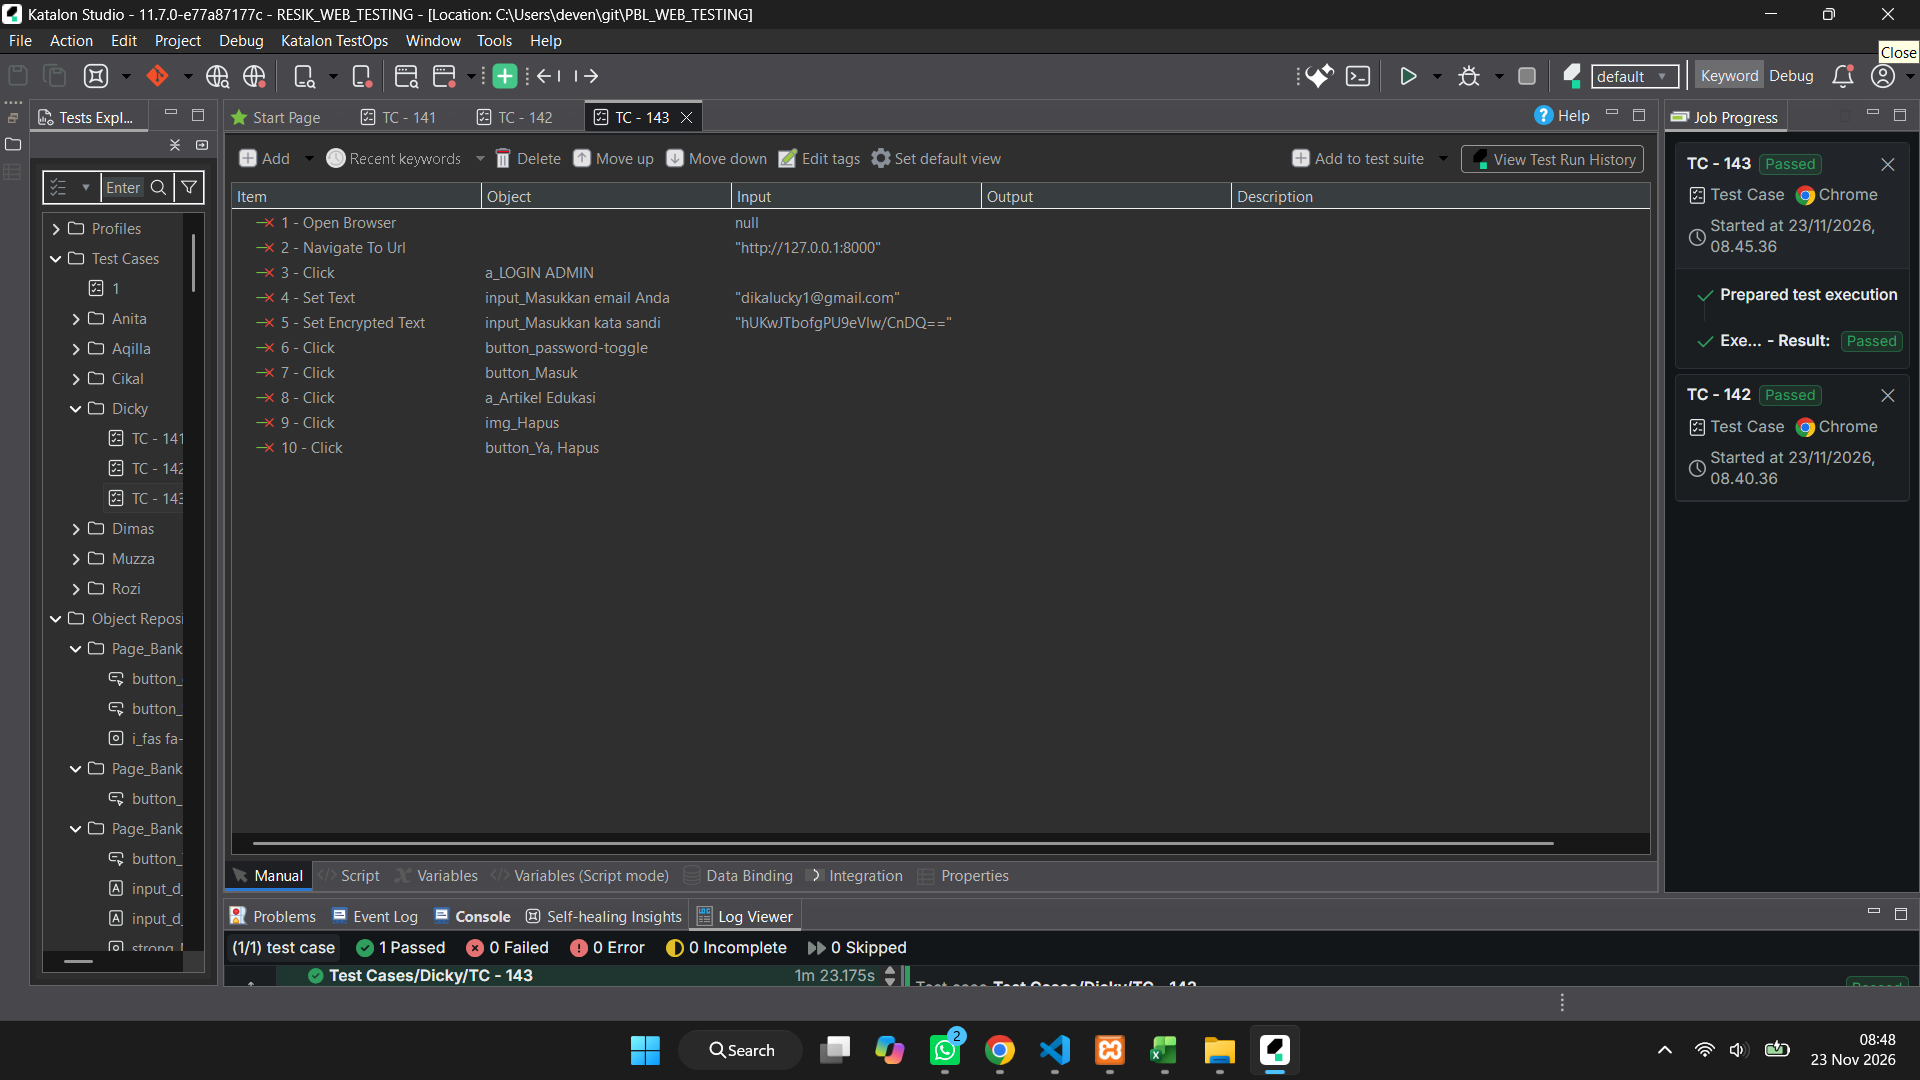 Katalon Studio - 11.7.0-e77a87177c - RESIK_WEB_TESTING - [Location: C:\Users\deven\git\PBL_WEB_TESTING]
File Action Edit Project Debug Katalon TestOps Window Tools Help
Close
default Keyword Debug
Tests Expl...
Start Page TC - 141 TC - 142 TC - 143 Help
Job Progress
Add Recent keywords Delete Move up Move down Edit tags Set default view Add to test suite View Test Run History
Enter
Item Object Input Output Description
1 - Open Browser null
2 - Navigate To Url "http://127.0.0.1:8000"
3 - Click a_LOGIN ADMIN
4 - Set Text input_Masukkan email Anda "dikalucky1@gmail.com"
5 - Set Encrypted Text input_Masukkan kata sandi "hUKwJTbofgPU9eVlw/CnDQ=="
6 - Click button_password-toggle
7 - Click button_Masuk
8 - Click a_Artikel Edukasi
9 - Click img_Hapus
10 - Click button_Ya, Hapus
Profiles
Test Cases
1
Anita
Aqilla
Cikal
Dicky
TC - 141
TC - 142
TC - 143
Dimas
Muzza
Rozi
Object Reposi
Page_Bank
button_
button_
i_fas fa-
Page_Bank
button_
Page_Bank
button_
input_d_
input_d_
strong_
TC - 143 Passed
Test Case Chrome
Started at 23/11/2026,
08.45.36
Prepared test execution
Exe... - Result: Passed
TC - 142 Passed
Test Case Chrome
Started at 23/11/2026,
08.40.36
Manual Script Variables Variables (Script mode) Data Binding Integration Properties
Problems Event Log Console Self-healing Insights Log Viewer
(1/1) test case 1 Passed 0 Failed 0 Error 0 Incomplete 0 Skipped
Test Cases/Dicky/TC - 143 1m 23.175s
Test case Test Cases/Dicky/TC - 143 Passed
Search
2
08:48
23 Nov 2026